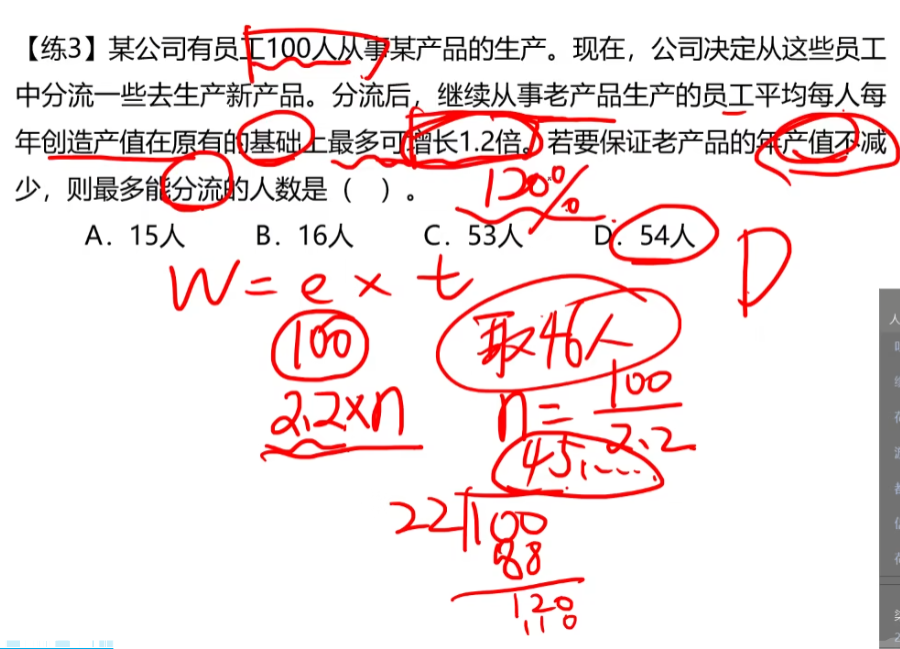 【练3】某公司有员工100人从事某产品的生产。现在，公司决定从这些员工
中分流一些去生产新产品。分流后，继续从事老产品生产的员工平均每人每
年创造产值在原有的基础上最多可增长1.2倍。若要保证老产品的年产值不减
少，则最多能分流的人数是（ ）。
120%
A. 15人 B. 16人 C. 53人 D. 54人
D
W = e × t
100 取46人
2.2×n n = 100/2.2
45.……
22 100
88
120
110